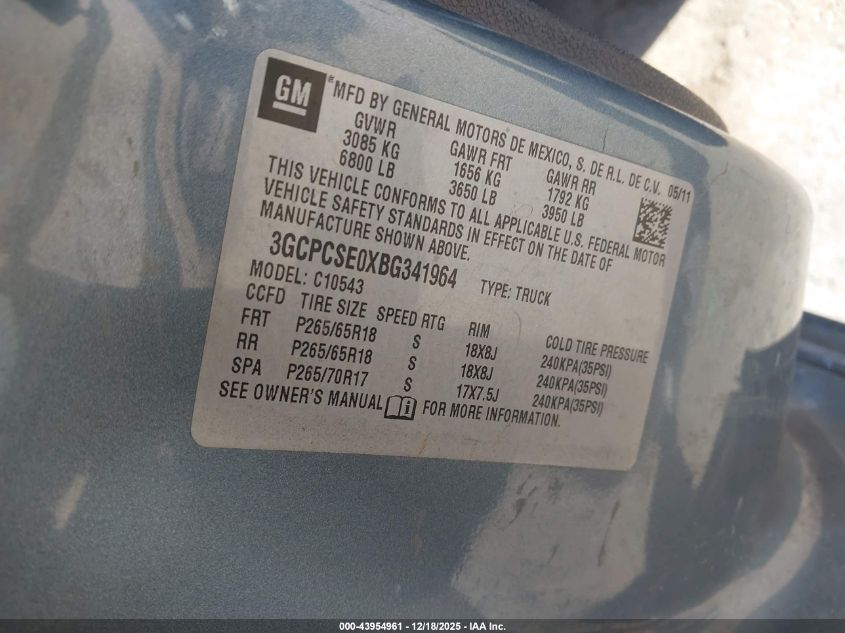 GM
®MFD BY GENERAL MOTORS DE MEXICO, S. DE R.L. DE C.V. 05/11
GVWR GAWR FRT GAWR RR
3085 KG 1656 KG 1792 KG
6800 LB 3650 LB 3950 LB
THIS VEHICLE CONFORMS TO ALL APPLICABLE U.S. FEDERAL MOTOR
VEHICLE SAFETY STANDARDS IN EFFECT ON THE DATE OF
MANUFACTURE SHOWN ABOVE.
3GCPCSE0XBG341964 TYPE: TRUCK
MODEL: C10543
CCFD TIRE SIZE SPEED RTG RIM COLD TIRE PRESSURE
FRT P265/65R18 S 18X8J 240KPA(35PSI)
RR P265/65R18 S 18X8J 240KPA(35PSI)
SPA P265/70R17 S 17X7.5J 240KPA(35PSI)
SEE OWNER'S MANUAL FOR MORE INFORMATION.
000-43954961 - 12/18/2025 - IAA Inc.